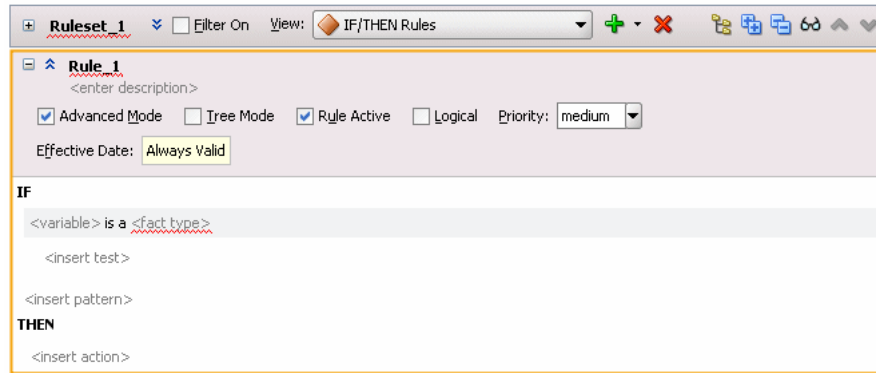 Ruleset_1 Filter On View: IF/THEN Rules
Rule_1
<enter description>
Advanced Mode Tree Mode Rule Active Logical Priority: medium
Effective Date: Always Valid
IF
<variable> is a <fact type>
<insert test>
<insert pattern>
THEN
<insert action>